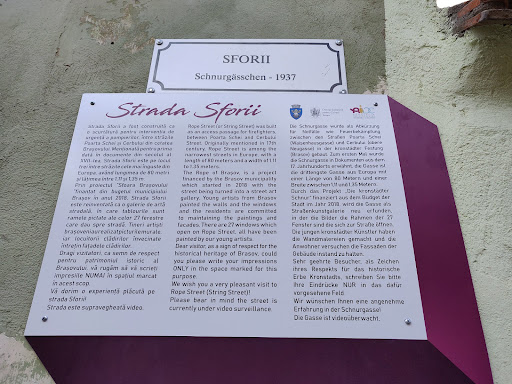 SFORII
Schnurgässchen - 1937
Strada Sforii
Strada Sforii a fost construită ca
o scurtătură pentru intervenția de
urgență a pompierilor, între străzile
Poarta Schei și Cerbului din cetatea
Brașovului. Menționată pentru prima
dată în documente din secolul al
XVII-lea, Strada Sforii este pe locul
trei între străzile cele mai înguste din
Europa, având lungimea de 80 metri
și lățimea între 1.11 și 1.35 m.
Prin proiectul "Steara Brașovului"
finanțat din bugetul municipiului
Brașov în anul 2018, Strada Sforii
este reinventată ca o galerie de artă
stradală, în care tablourile sunt
ramele pictate ale celor 27 ferestre
care dau spre stradă. Tineri artiști
brașoveni au realizat picturile murale,
iar locuitorii clădirilor învecinate
întrețin fațadele clădirilor.
Dragi vizitatori, ca semn de respect
pentru patrimoniul istoric al
Brașovului, vă rugăm să vă scrieți
impresiile NUMAI în spațiul marcat
în acest scop.
Vă dorim o experiență plăcută pe
strada Sforii!
Strada este supravegheată video.
Rope Street (or String Street) was built
as an access passage for firefighters,
between Poarta Schei and Cerbului
Street. Originally mentioned in 17th
century, Rope Street is among the
narrowest streets in Europe, with a
length of 80 meters and a width of 1.11
to 1.35 meters.
The Rope of Brasov, is a project
financed by the Brasov municipality
which started in 2018 with the
street being turned into a street art
gallery. Young artists from Brasov
painted the walls and the windows
and the residents are committed
to maintaining the paintings and
facades. There are 27 windows which
open on Rope Street, all have been
painted by our young artists.
Dear visitor, as a sign of respect for the
historical heritage of Brasov, could
you please write your impressions
ONLY in the space marked for this
purpose.
We wish you a very pleasant visit to
Rope Street (String Street)!
Please bear in mind the street is
currently under video surveillance.
Die Schnurgasse wurde als Abkürzung
für Notfälle wie Feuerbekämpfung
zwischen den Straßen Poarta Schei
(Waisenhausgasse) und Cerbului (obere
Neugasse) in der Kronstädter Festung
(Brasov) gebaut. Zum ersten Mal wurde
die Schnurgasse in Dokumenten aus dem
17. Jahrhunderts erwähnt, die Gasse ist
die drittengste Gasse aus Europa mit
einer Länge von 80 Metern und einer
Breite zwischen 1,11 und 1,35 Metern.
Durch das Projekt „Die Kronstädter
Schnur” finanziert aus dem Budget der
Stadt im Jahr 2018, wird die Gasse als
Straßenkunstgalerie neu erfunden,
in der die Bilder die Rahmen der 27
Fenster sind die sich zur Straße öffnen.
Die jungen Kronstädter Künstler haben
die Wandmalereien gemacht und die
Anwohner versuchen die Fassaden der
Gebäude instand zu halten.
Sehr geehrte Besucher, als Zeichen
Ihres Respekts für das historische
Erbe Kronstadts, schreiben Sie bitte
Ihre Eindrücke NUR in das dafür
vorgesehene Feld.
Wir wünschen Ihnen eine angenehme
Erfahrung in der Schnurgasse!
Die Gasse ist videoüberwacht.